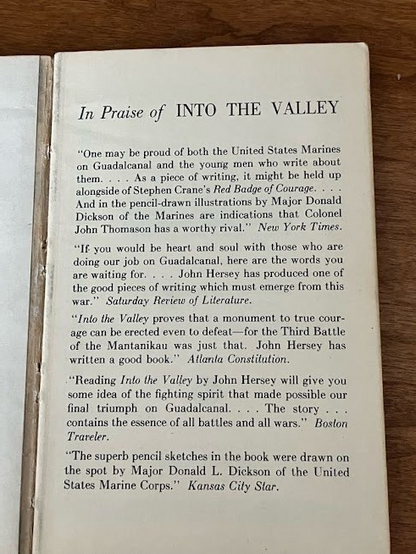 In Praise of INTO THE VALLEY
"One may be proud of both the United States Marines
on Guadalcanal and the young men who write about
them. . . . As a piece of writing, it might be held up
alongside of Stephen Crane's Red Badge of Courage. . . .
And in the pencil-drawn illustrations by Major Donald
Dickson of the Marines are indications that Colonel
John Thomason has a worthy rival." New York Times.
"If you would be heart and soul with those who are
doing our job on Guadalcanal, here are the words you
are waiting for. . . . John Hersey has produced one of
the good pieces of writing which must emerge from this
war." Saturday Review of Literature.
"Into the Valley proves that a monument to true cour-
age can be erected even to defeat—for the Third Battle
of the Mantanikau was just that. John Hersey has
written a good book." Atlanta Constitution.
"Reading Into the Valley by John Hersey will give you
some idea of the fighting spirit that made possible our
final triumph on Guadalcanal. . . . The story . . .
contains the essence of all battles and all wars." Boston
Traveler.
"The superb pencil sketches in the book were drawn on
the spot by Major Donald L. Dickson of the United
States Marine Corps." Kansas City Star.